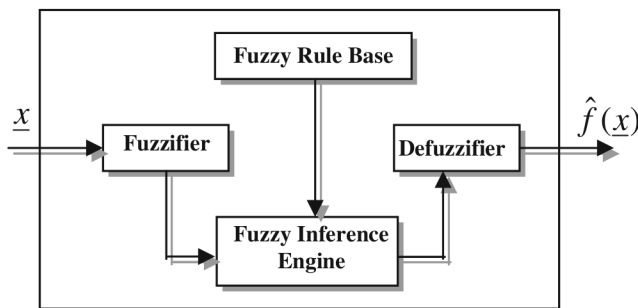 Fuzzy Rule Base
x
Fuzzifier
Defuzzifier
f̂(x)
Fuzzy Inference
Engine